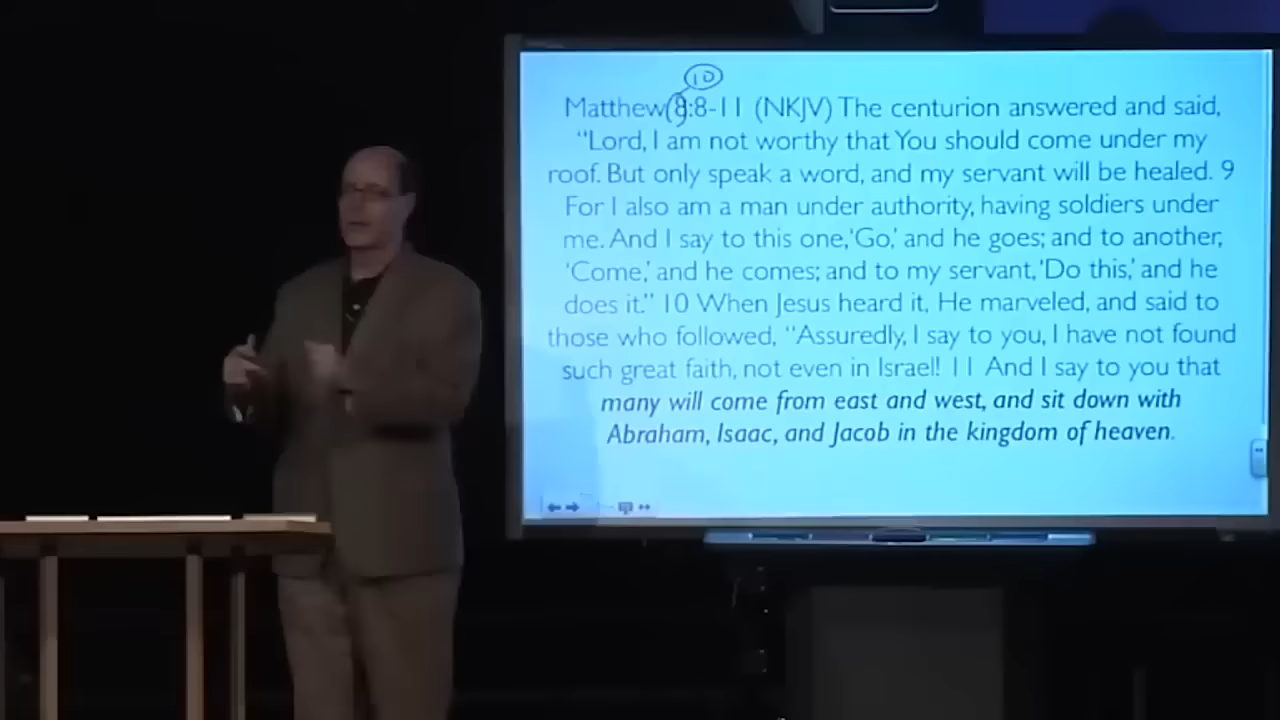 10
Matthew 8:8-11 (NKJV) The centurion answered and said,
“Lord, I am not worthy that You should come under my
roof. But only speak a word, and my servant will be healed. 9
For I also am a man under authority, having soldiers under
me. And I say to this one, ‘Go,’ and he goes; and to another,
‘Come,’ and he comes; and to my servant, ‘Do this,’ and he
does it.” 10 When Jesus heard it, He marveled, and said to
those who followed, “Assuredly, I say to you, I have not found
such great faith, not even in Israel! 11 And I say to you that
many will come from east and west, and sit down with
Abraham, Isaac, and Jacob in the kingdom of heaven.